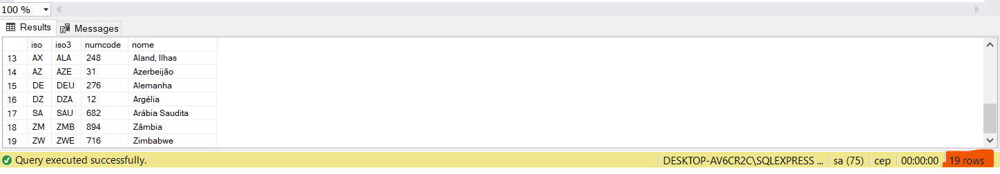 100 %
Results Messages
iso iso3 numcode nome
13 AX ALA 248 Aland, Ilhas
14 AZ AZE 31 Azerbeijão
15 DE DEU 276 Alemanha
16 DZ DZA 12 Argélia
17 SA SAU 682 Arábia Saudita
18 ZM ZMB 894 Zâmbia
19 ZW ZWE 716 Zimbabwe
Query executed successfully. DESKTOP-AV6CR2C\SQLEXPRESS ... sa (75) cep 00:00:00 19 rows